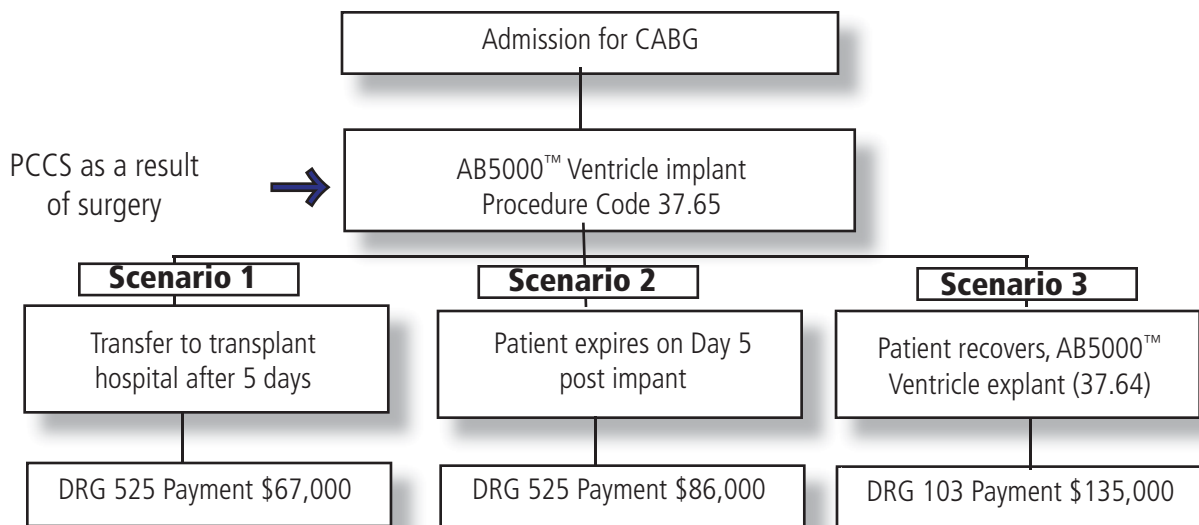 Admission for CABG
PCCS as a result
of surgery
AB5000™ Ventricle implant
Procedure Code 37.65
Scenario 1
Transfer to transplant
hospital after 5 days
DRG 525 Payment $67,000
Scenario 2
Patient expires on Day 5
post impant
DRG 525 Payment $86,000
Scenario 3
Patient recovers, AB5000™
Ventricle explant (37.64)
DRG 103 Payment $135,000